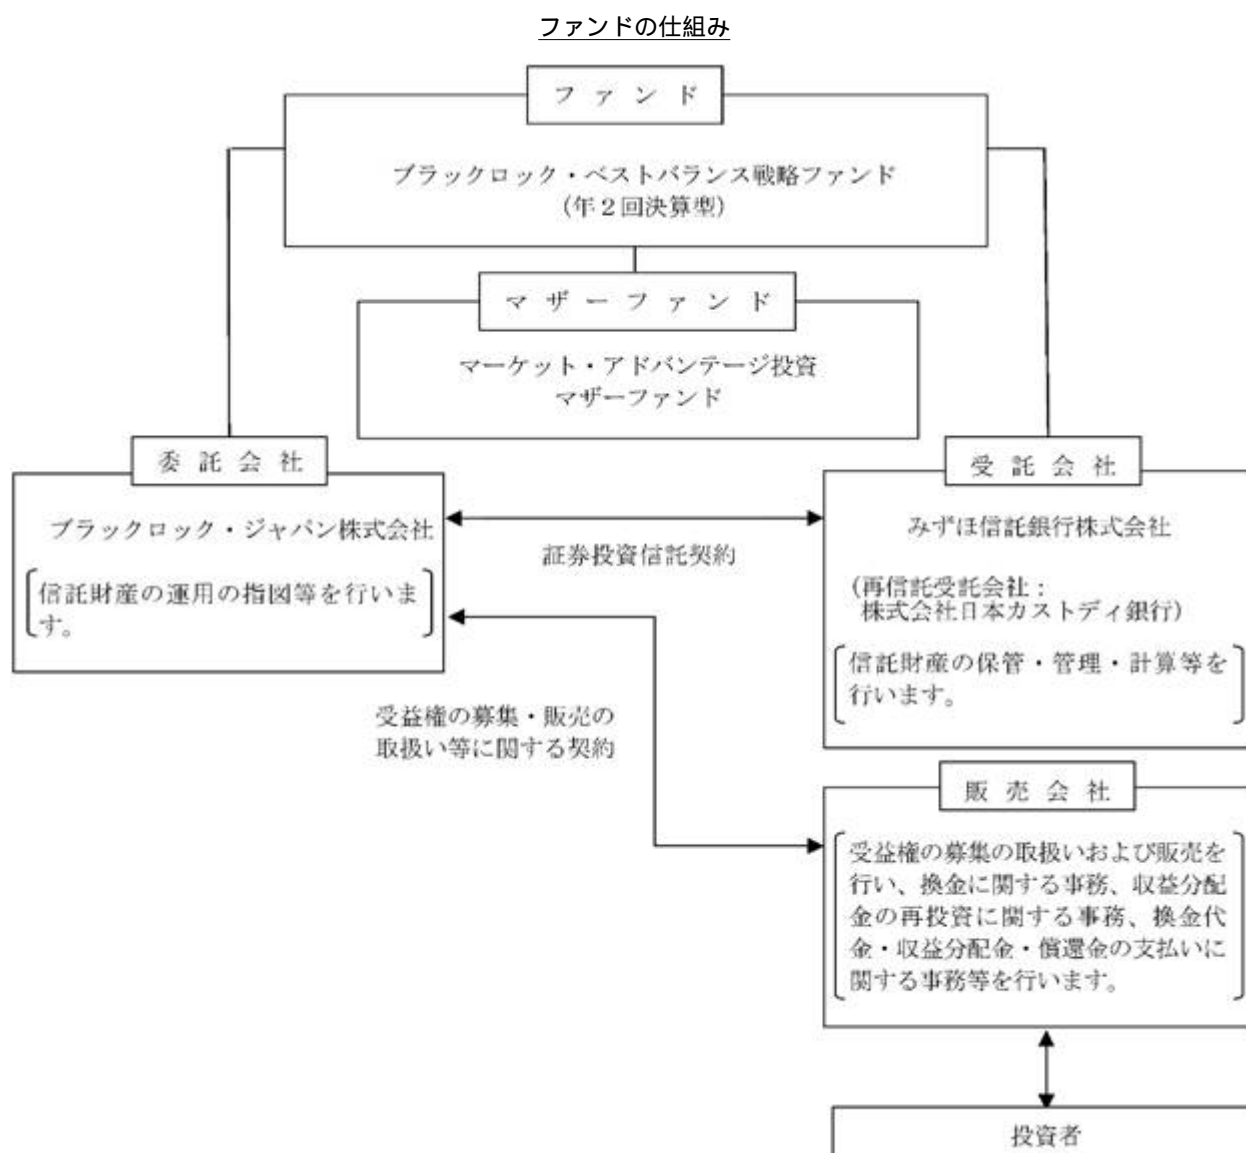 ファンドの仕組み
ファンド
ブラックロック・ベストバランス戦略ファンド
(年2回決算型)
マザーファンド
マーケット・アドバンテージ投資
マザーファンド
委託会社
ブラックロック・ジャパン株式会社
信託財産の運用の指図等を行いま
す。
証券投資信託契約
受託会社
みずほ信託銀行株式会社
(再信託受託会社:
株式会社日本カストディ銀行)
信託財産の保管・管理・計算等を
行います。
受益権の募集・販売の
取扱い等に関する契約
販売会社
受益権の募集の取扱いおよび販売を
行い、換金に関する事務、収益分配
金の再投資に関する事務、換金代
金・収益分配金・償還金の支払いに
関する事務等を行います。
投資者